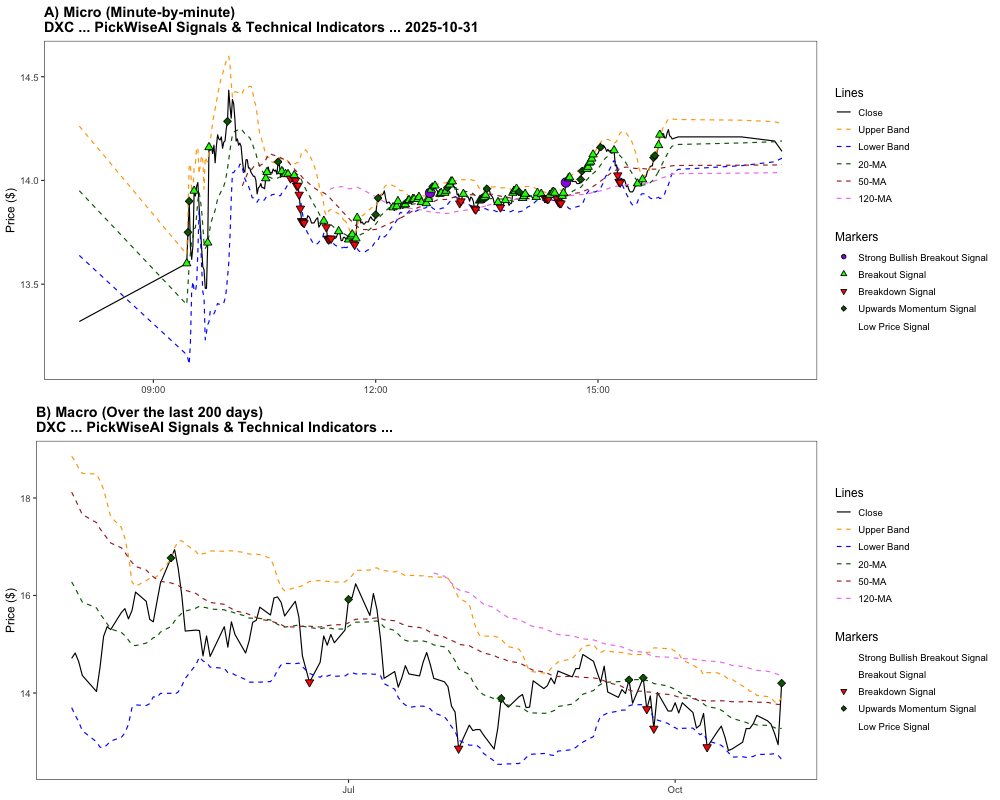 A) Micro (Minute-by-minute)
DXC ... PickWiseAI Signals & Technical Indicators ... 2025-10-31
Price ($)
14.5
14.0
13.5
09:00
12:00
15:00
Lines
Close
Upper Band
Lower Band
20-MA
50-MA
120-MA
Markers
Strong Bullish Breakout Signal
Breakout Signal
Breakdown Signal
Upwards Momentum Signal
Low Price Signal
B) Macro (Over the last 200 days)
DXC ... PickWiseAI Signals & Technical Indicators ...
Price ($)
18
16
14
Jul
Oct
Lines
Close
Upper Band
Lower Band
20-MA
50-MA
120-MA
Markers
Strong Bullish Breakout Signal
Breakout Signal
Breakdown Signal
Upwards Momentum Signal
Low Price Signal